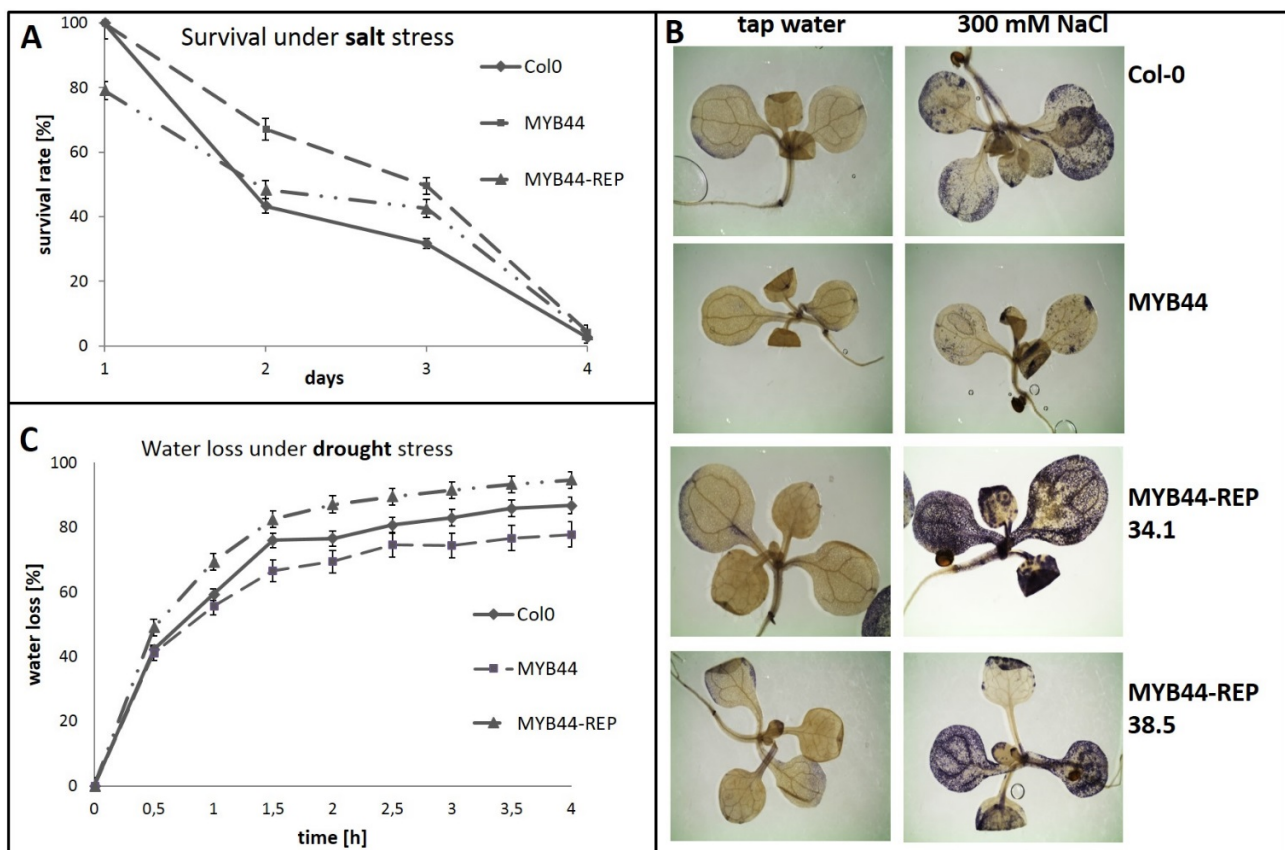 A
Survival under salt stress
survival rate [%]
100
80
60
40
20
0
1
2
3
4
days
Col0
MYB44
MYB44-REP
B
tap water
300 mM NaCl
Col-0
MYB44
MYB44-REP
34.1
MYB44-REP
38.5
C
Water loss under drought stress
water loss [%]
100
80
60
40
20
0
0
0,5
1
1,5
2
2,5
3
3,5
4
time [h]
Col0
MYB44
MYB44-REP